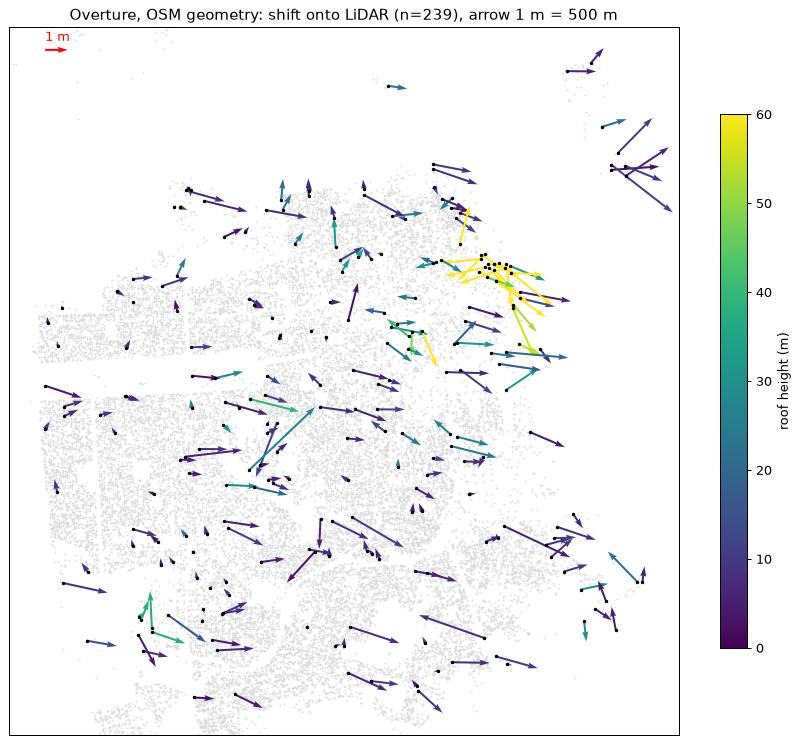 Overture, OSM geometry: shift onto LiDAR (n=239), arrow 1 m = 500 m
1 m
60
50
40
30
20
10
0
roof height (m)